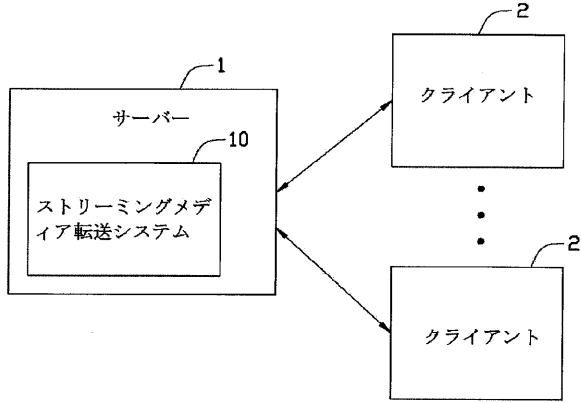 1
サーバー
10
ストリーミングメデ
ィア転送システム
2
クライアント
2
クライアント